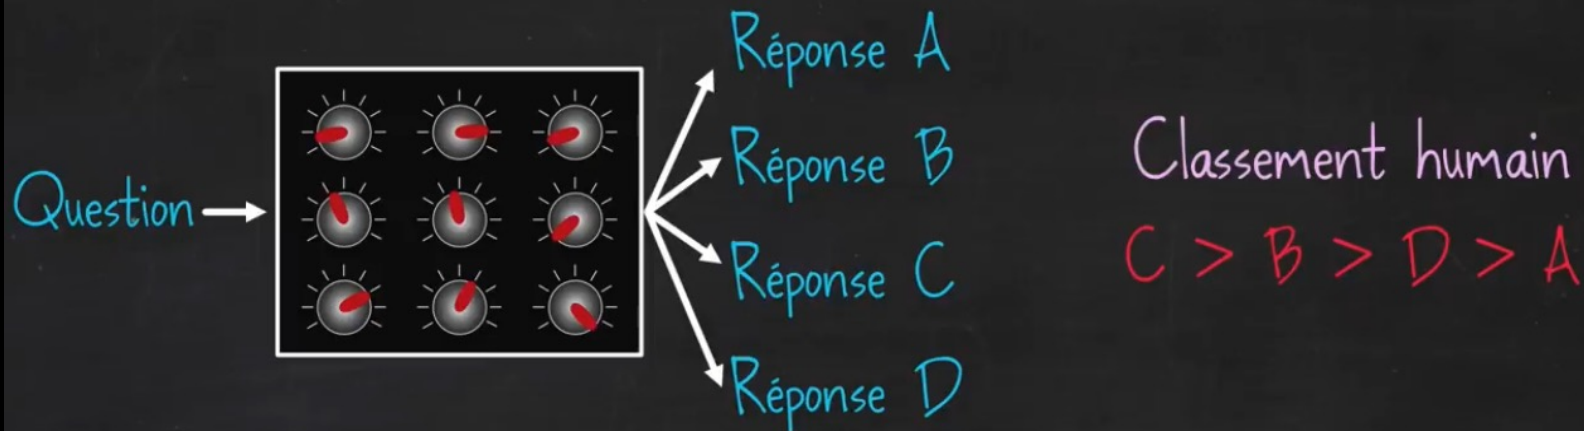 Question
Réponse A
Réponse B
Réponse C
Réponse D
Classement humain
C > B > D > A